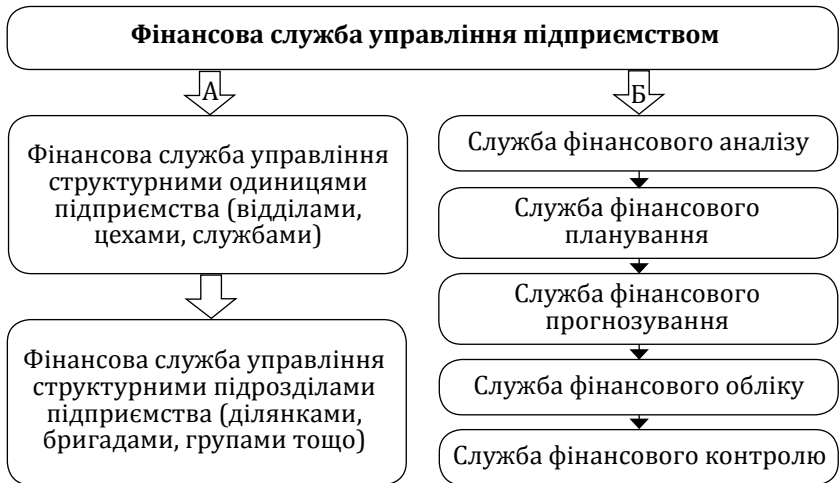 Фінансова служба управління підприємством
А
Фінансова служба управління
структурними одиницями
підприємства (відділами,
цехами, службами)
Фінансова служба управління
структурними підрозділами
підприємства (ділянками,
бригадами, групами тощо)
Б
Служба фінансового аналізу
Служба фінансового
планування
Служба фінансового
прогнозування
Служба фінансового обліку
Служба фінансового контролю